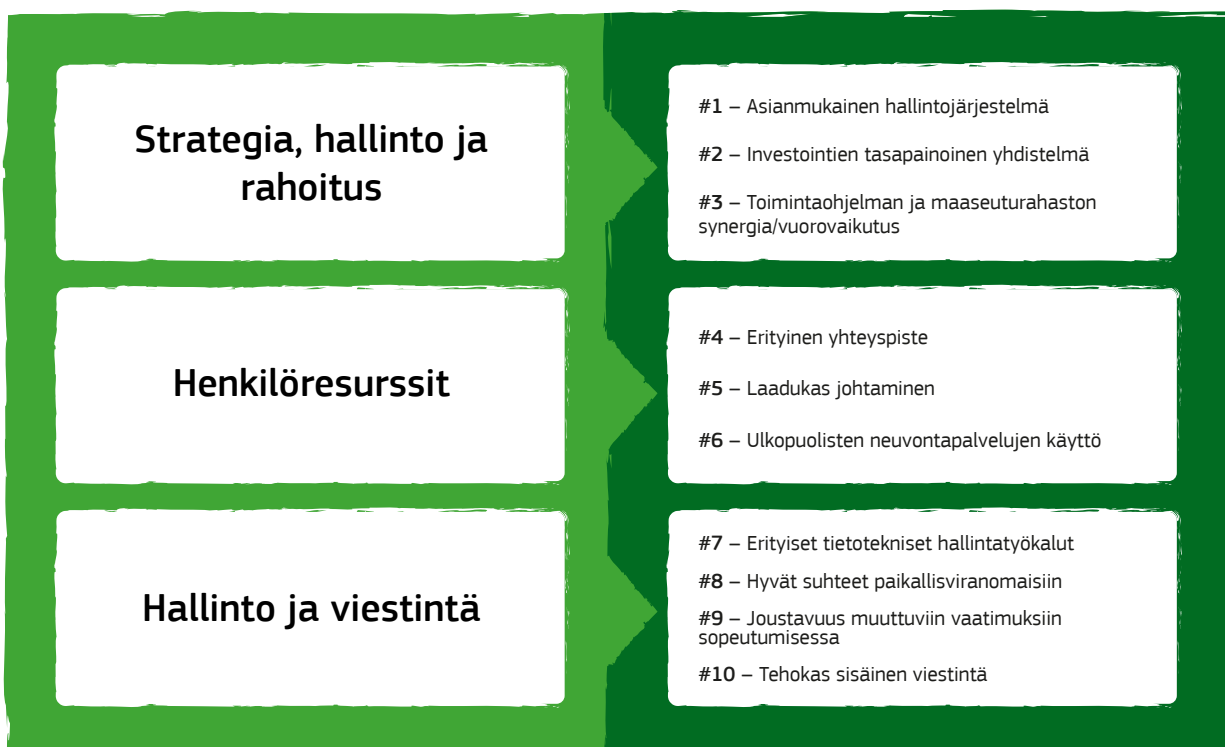 Strategia, hallinto ja
rahoitus
#1 – Asianmukainen hallintojärjestelmä
#2 – Investointien tasapainoinen yhdistelmä
#3 – Toimintaohjelman ja maaseuturahaston
synergia/vuorovaikutus
Henkilöresurssit
#4 – Erityinen yhteyspiste
#5 – Laadukas johtaminen
#6 – Ulkopuolisten neuvontapalvelujen käyttö
Hallinto ja viestintä
#7 – Erityiset tietotekniset hallintatyökalut
#8 – Hyvät suhteet paikallisviranomaisiin
#9 – Joustavuus muuttuviin vaatimuksiin
sopeutumisessa
#10 – Tehokas sisäinen viestintä